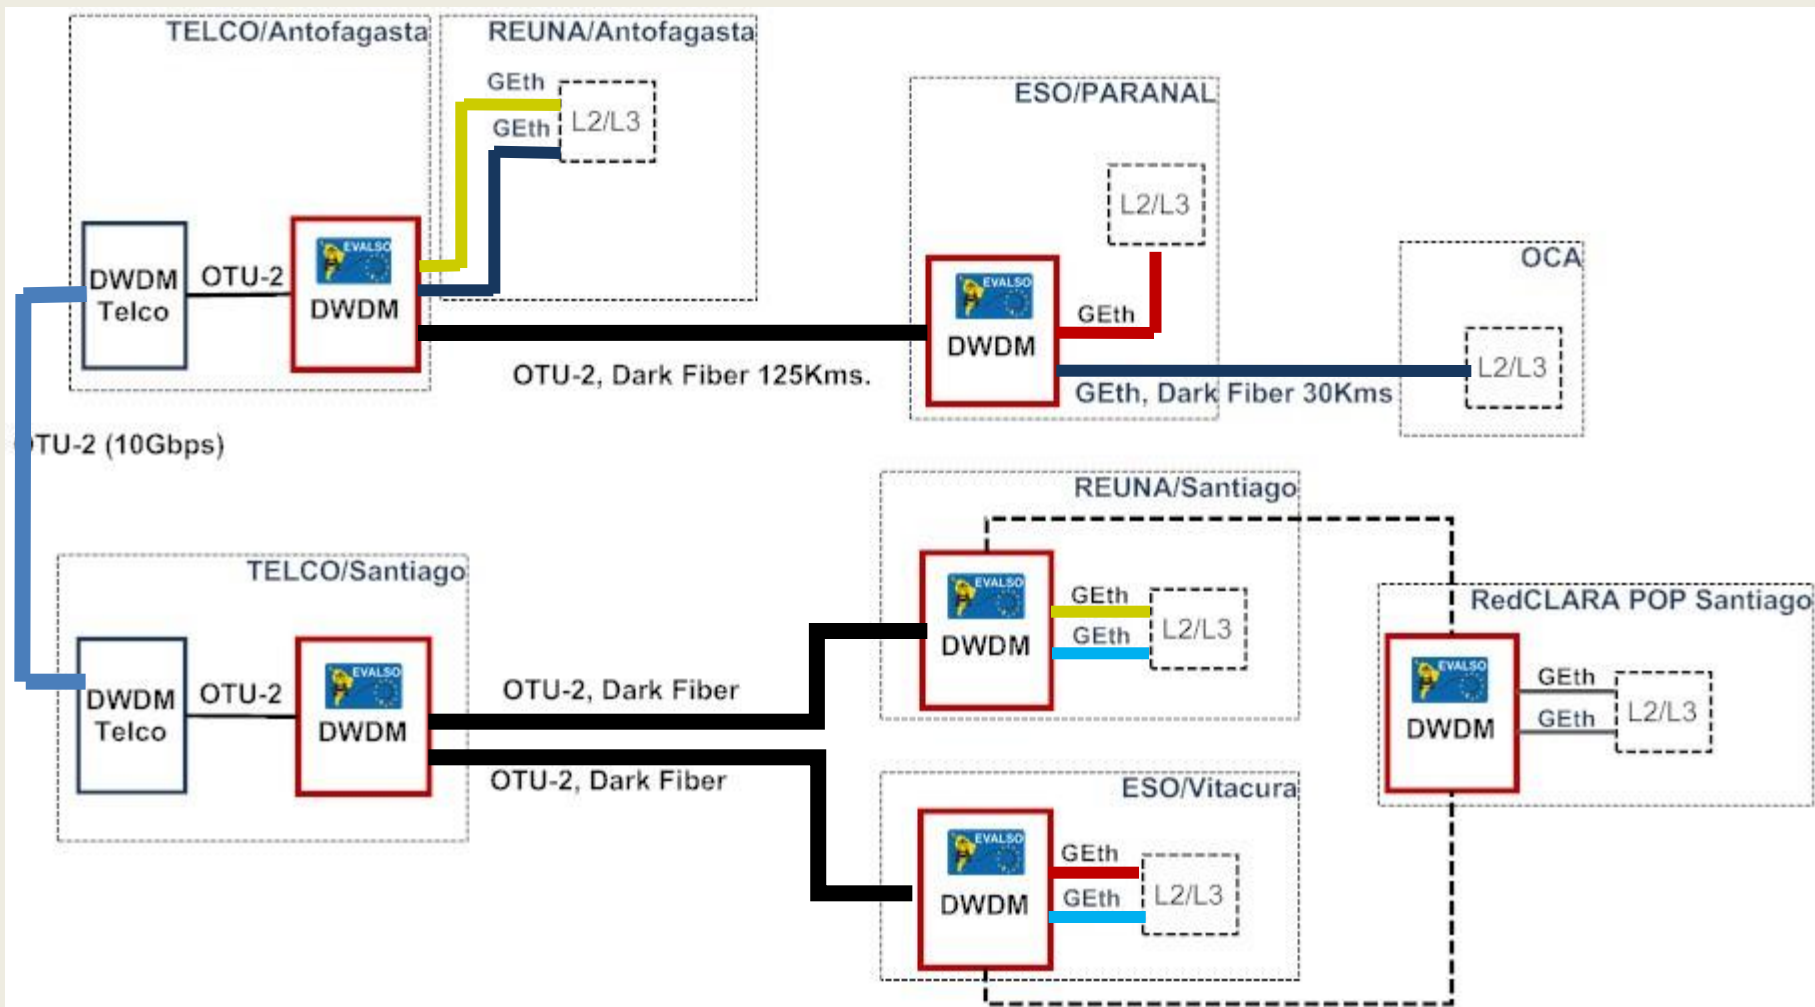 TELCO/Antofagasta
REUNA/Antofagasta
GEth
GEth
L2/L3
ESO/PARANAL
L2/L3
EVALSO
DWDM
Telco
OTU-2
DWDM
EVALSO
DWDM
GEth
OCA
L2/L3
OTU-2, Dark Fiber 125Kms.
GEth, Dark Fiber 30Kms
OTU-2 (10Gbps)
REUNA/Santiago
TELCO/Santiago
EVALSO
DWDM
GEth
GEth
L2/L3
RedCLARA POP Santiago
EVALSO
DWDM
Telco
OTU-2
DWDM
OTU-2, Dark Fiber
EVALSO
DWDM
GEth
GEth
L2/L3
OTU-2, Dark Fiber
ESO/Vitacura
EVALSO
DWDM
GEth
GEth
L2/L3